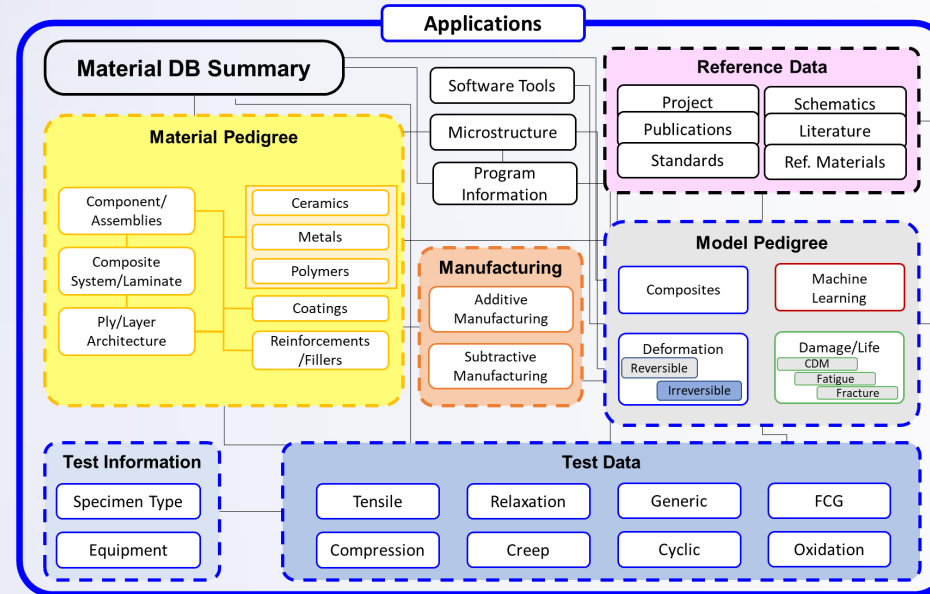 Applications
Material DB Summary
Software Tools
Microstructure
Program
Information
Reference Data
Project
Publications
Standards
Schematics
Literature
Ref. Materials
Material Pedigree
Component/
Assemblies
Composite
System/Laminate
Ply/Layer
Architecture
Ceramics
Metals
Polymers
Coatings
Reinforcements
/Fillers
Manufacturing
Additive
Manufacturing
Subtractive
Manufacturing
Model Pedigree
Composites
Machine
Learning
Deformation
Reversible
Irreversible
Damage/Life
CDM
Fatigue
Fracture
Test Information
Specimen Type
Equipment
Test Data
Tensile
Relaxation
Generic
FCG
Compression
Creep
Cyclic
Oxidation